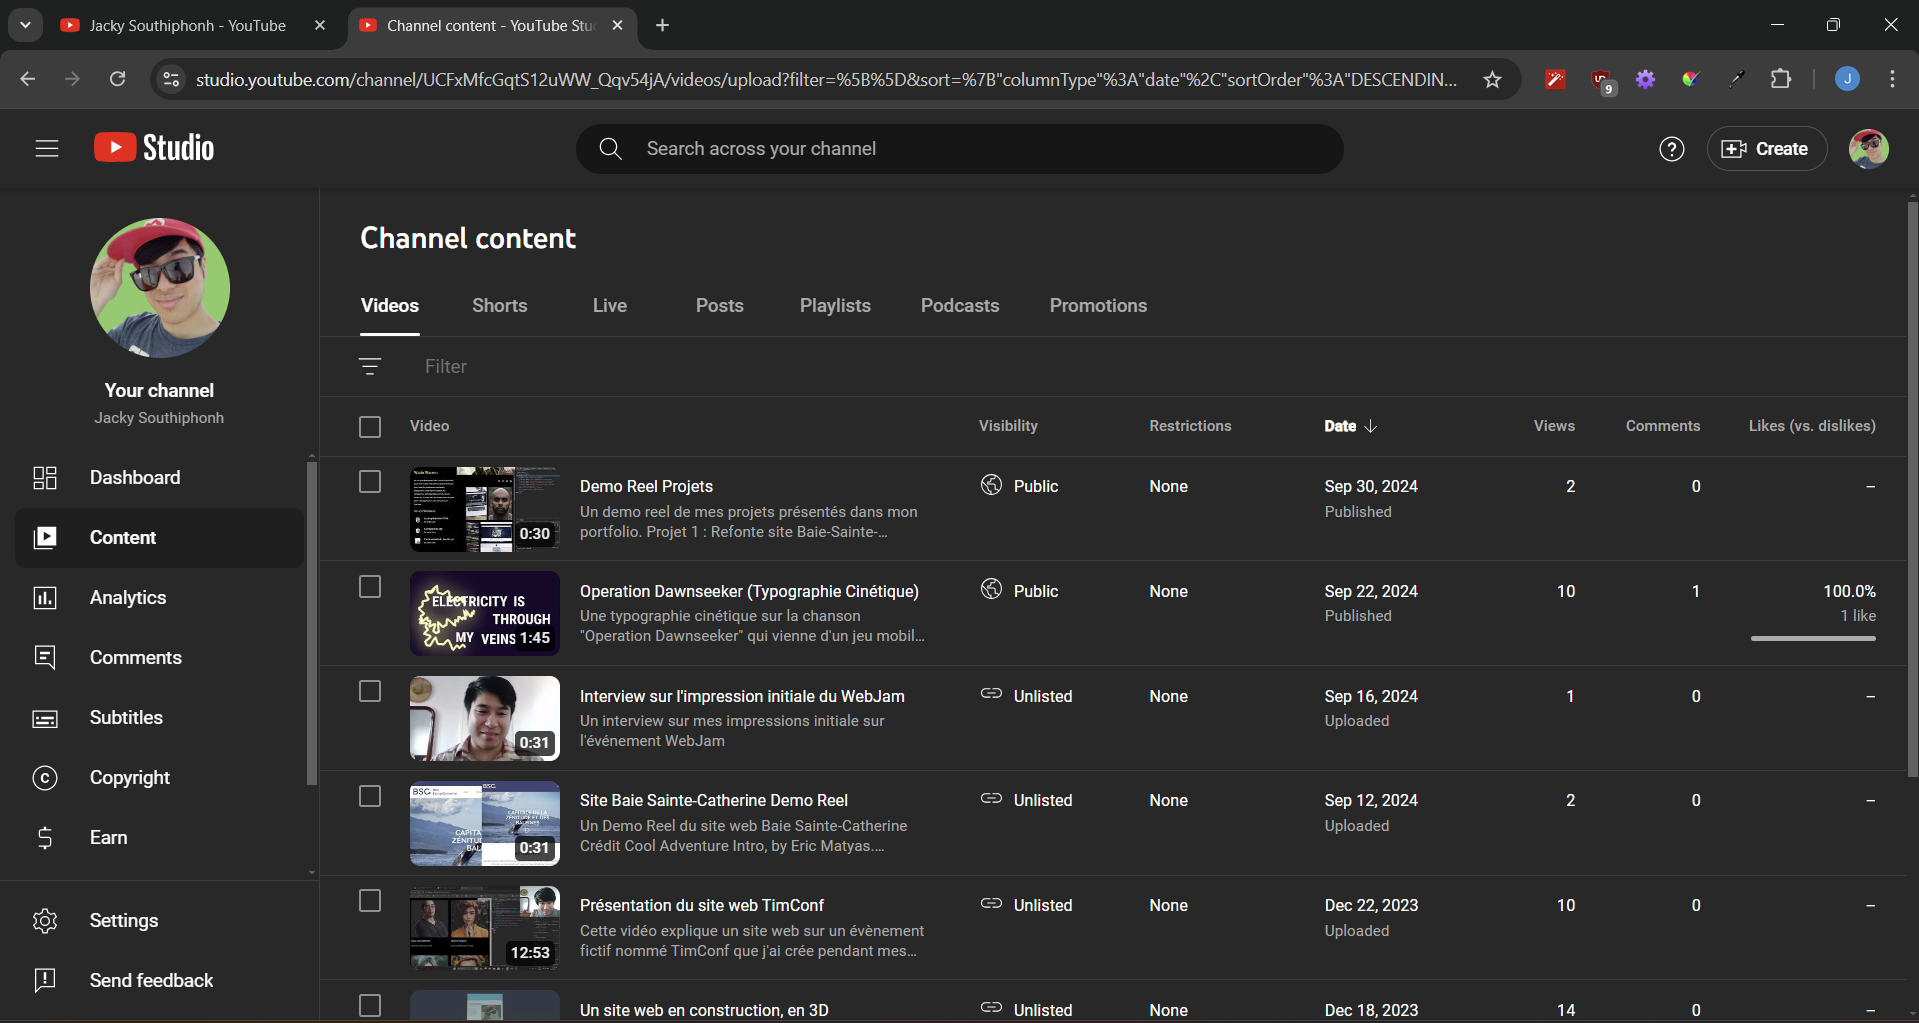 Jacky Southiphonh - YouTube
Channel content - YouTube Stu
studio.youtube.com/channel/UCFxMfcGqtS12uWW_Qqv54jA/videos/upload?filter=%5B%5D&sort=%7B"columnType"%3A"date"%2C"sortOrder"%3A"DESCENDIN...
9
J
Studio
Search across your channel
Create
Your channel
Jacky Southiphonh
Dashboard
Content
Analytics
Comments
Subtitles
Copyright
Earn
Settings
Send feedback
Channel content
Videos Shorts Live Posts Playlists Podcasts Promotions
Filter
Video Visibility Restrictions Date Views Comments Likes (vs. dislikes)
0:30
Demo Reel Projets Public None Sep 30, 2024 2 0 –
Un demo reel de mes projets présentés dans mon Published
portfolio. Projet 1 : Refonte site Baie-Sainte-...
ELECTRICITY IS
THROUGH
MY VEINS 1:45
Operation Dawnseeker (Typographie Cinétique) Public None Sep 22, 2024 10 1 100.0%
Une typographie cinétique sur la chanson Published 1 like
"Operation Dawnseeker" qui vienne d'un jeu mobil...
0:31
Interview sur l'impression initiale du WebJam Unlisted None Sep 16, 2024 1 0 –
Un interview sur mes impressions initiale sur Uploaded
l'événement WebJam
BSC BSC
0:31
Site Baie Sainte-Catherine Demo Reel Unlisted None Sep 12, 2024 2 0 –
Un Demo Reel du site web Baie Sainte-Catherine Uploaded
Crédit Cool Adventure Intro, by Eric Matyas....
12:53
Présentation du site web TimConf Unlisted None Dec 22, 2023 10 0 –
Cette vidéo explique un site web sur un évènement Uploaded
fictif nommé TimConf que j'ai crée pendant mes...
Un site web en construction, en 3D Unlisted None Dec 18, 2023 14 0 –